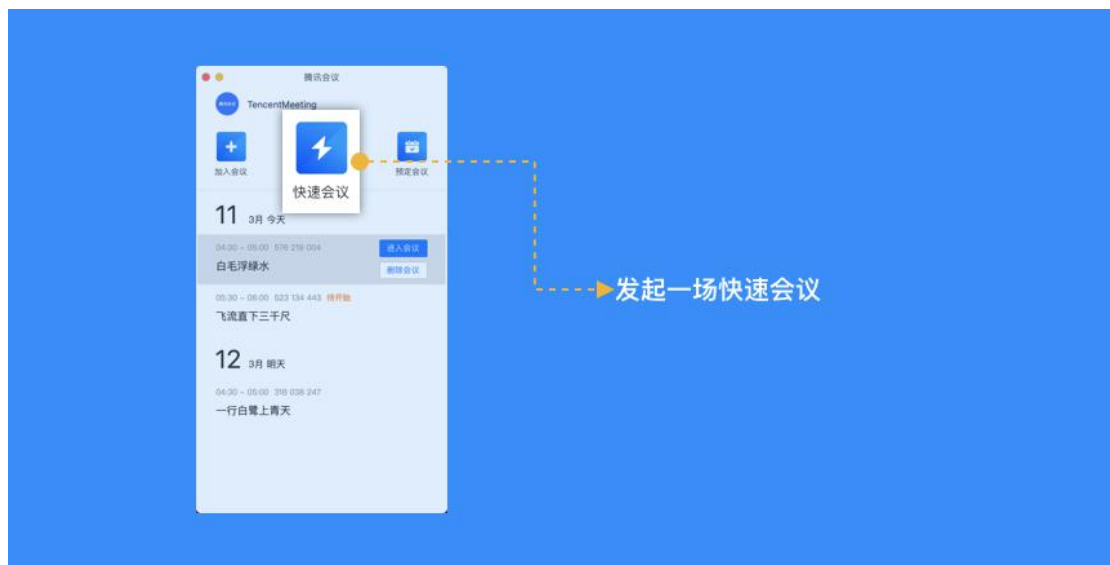 腾讯会议
TencentMeeting
加入会议
快速会议
预定会议
11 3月 今天
04:30 - 05:00 576 218 004
进入会议
白毛浮绿水
删除会议
05:30 - 06:00 523 134 443 待开始
飞流直下三千尺
12 3月 明天
04:30 - 05:00 318 038 247
一行白鹭上青天
发起一场快速会议